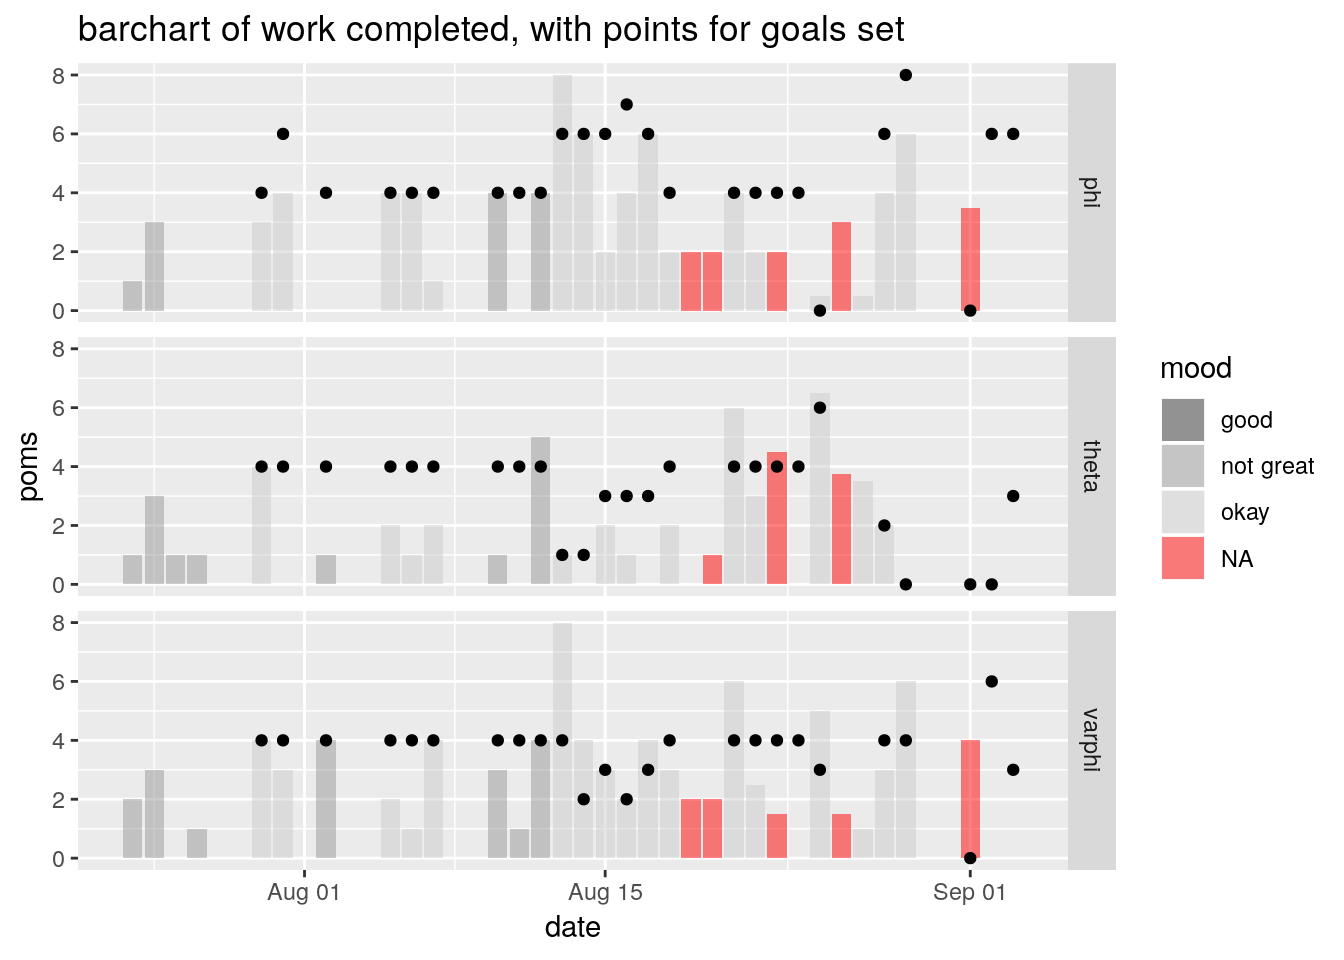 barchart of work completed, with points for goals set
8
6
4
2
0
phi
8
6
4
2
0
theta
8
6
4
2
0
varphi
poms
Aug 01
Aug 15
Sep 01
date
mood
good
not great
okay
NA